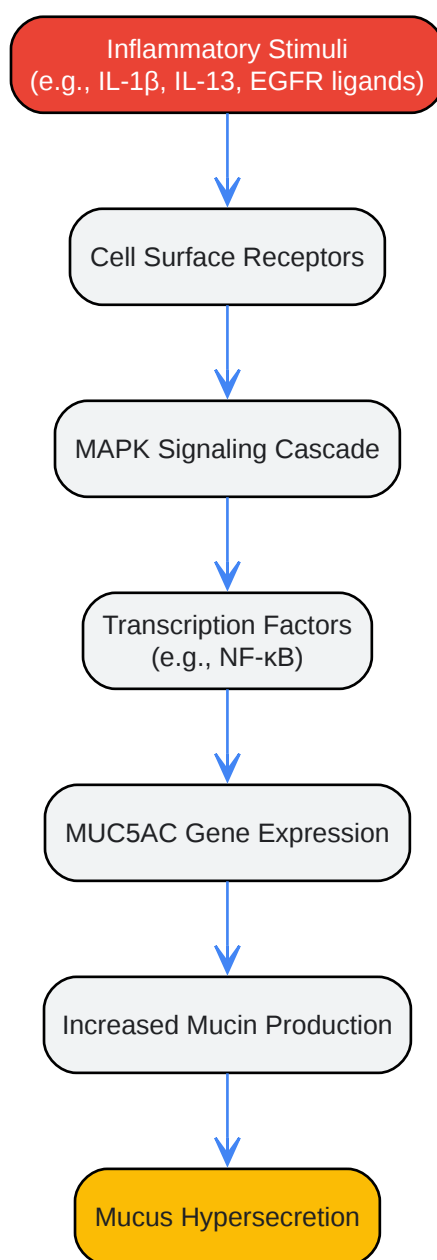 Inflammatory Stimuli
(e.g., IL-1β, IL-13, EGFR ligands)
Cell Surface Receptors
MAPK Signaling Cascade
Transcription Factors
(e.g., NF-κB)
MUC5AC Gene Expression
Increased Mucin Production
Mucus Hypersecretion